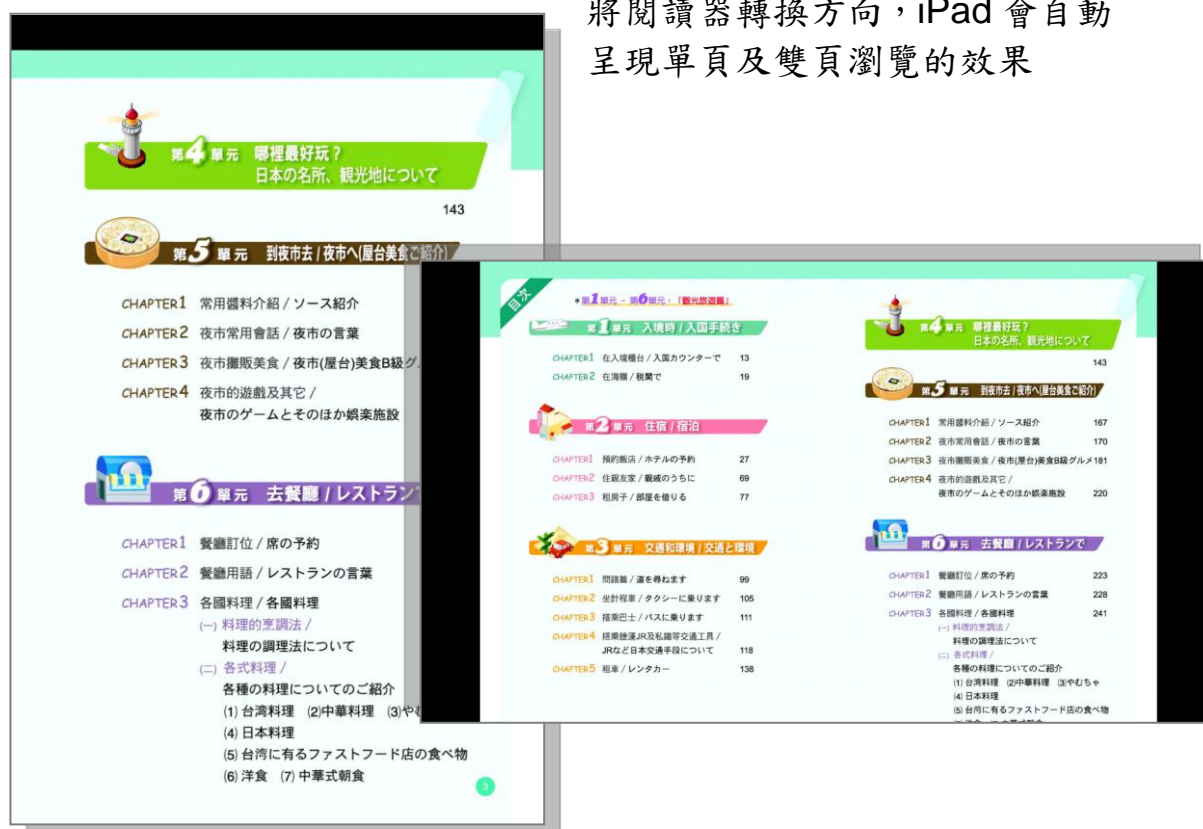 將閱讀器轉換方向，iPad 會自動
呈現單頁及雙頁瀏覽的效果
第4單元 哪裡最好玩？
日本の名所、観光地について
143
第5單元 到夜市去 / 夜市へ(屋台美食ご紹介)
CHAPTER1 常用醬料介紹 / ソース紹介
CHAPTER2 夜市常用會話 / 夜市の言葉
CHAPTER3 夜市攤販美食 / 夜市(屋台)美食B級グ
CHAPTER4 夜市的遊戲及其它 /
夜市のゲームとそのほか娯楽施設
第6單元 去餐廳 / レストラン
CHAPTER1 餐廳訂位 / 席の予約
CHAPTER2 餐廳用語 / レストランの言葉
CHAPTER3 各國料理 / 各國料理
(一) 料理的烹調法 /
料理の調理法について
(二) 各式料理 /
各種の料理についてのご紹介
(1) 台湾料理 (2)中華料理 (3)や
(4) 日本料理
(5) 台湾に有るファストフード店の食べ物
(6) 洋食 (7) 中華式朝食
3
目次
*第1單元 - 第6單元：「觀光旅遊篇」
第1單元 入境時 / 入国手続き
CHAPTER1 在入境櫃台 / 入国カウンターで 13
CHAPTER2 在海關 / 税関で 19
第2單元 住宿 / 宿泊
CHAPTER1 預約飯店 / ホテルの予約 27
CHAPTER2 住親友家 / 親戚のうちに 69
CHAPTER3 租房子 / 部屋を借りる 77
第3單元 交通和環境 / 交通と環境
CHAPTER1 問路篇 / 道を尋ねます 99
CHAPTER2 坐計程車 / タクシーに乗ります 105
CHAPTER3 搭乘巴士 / バスに乗ります 111
CHAPTER4 搭乘捷運JR及私鐵等交通工具 /
JRなど日本交通手段について 118
CHAPTER5 租車 / レンタカー 138
第4單元 哪裡最好玩？
日本の名所、観光地について
143
第5單元 到夜市去 / 夜市へ(屋台美食ご紹介)
CHAPTER1 常用醬料介紹 / ソース紹介 167
CHAPTER2 夜市常用會話 / 夜市の言葉 170
CHAPTER3 夜市攤販美食 / 夜市(屋台)美食B級グルメ181
CHAPTER4 夜市的遊戲及其它 /
夜市のゲームとそのほか娯楽施設 220
第6單元 去餐廳 / レストランで
CHAPTER1 餐廳訂位 / 席の予約 223
CHAPTER2 餐廳用語 / レストランの言葉 228
CHAPTER3 各國料理 / 各國料理 241
(一) 料理的烹調法 /
料理の調理法について
(二) 各式料理 /
各種の料理についてのご紹介
(1) 台湾料理 (2)中華料理 (3)やむちゃ
(4) 日本料理
(5) 台湾に有るファストフード店の食べ物